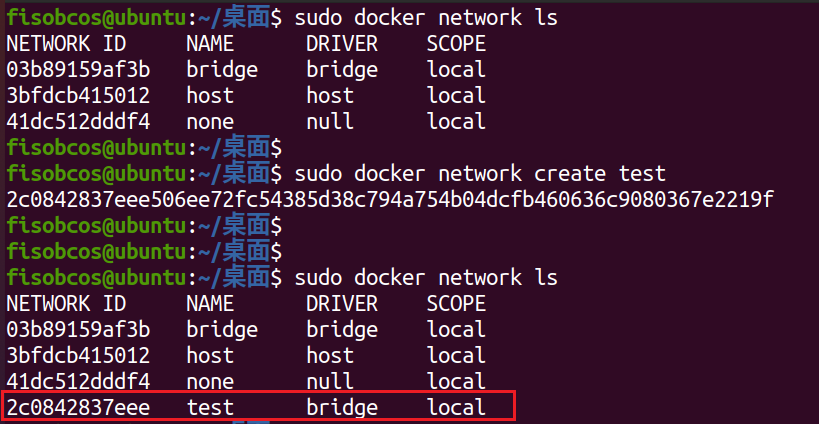 fisobcos@ubuntu:~/桌面$ sudo docker network ls
NETWORK ID     NAME      DRIVER    SCOPE
03b89159af3b   bridge    bridge    local
3bfdcb415012   host      host      local
41dc512dddf4   none      null      local
fisobcos@ubuntu:~/桌面$
fisobcos@ubuntu:~/桌面$ sudo docker network create test
2c0842837eee506ee72fc54385d38c794a754b04dcfb460636c9080367e2219f
fisobcos@ubuntu:~/桌面$
fisobcos@ubuntu:~/桌面$
fisobcos@ubuntu:~/桌面$ sudo docker network ls
NETWORK ID     NAME      DRIVER    SCOPE
03b89159af3b   bridge    bridge    local
3bfdcb415012   host      host      local
41dc512dddf4   none      null      local
2c0842837eee   test      bridge    local